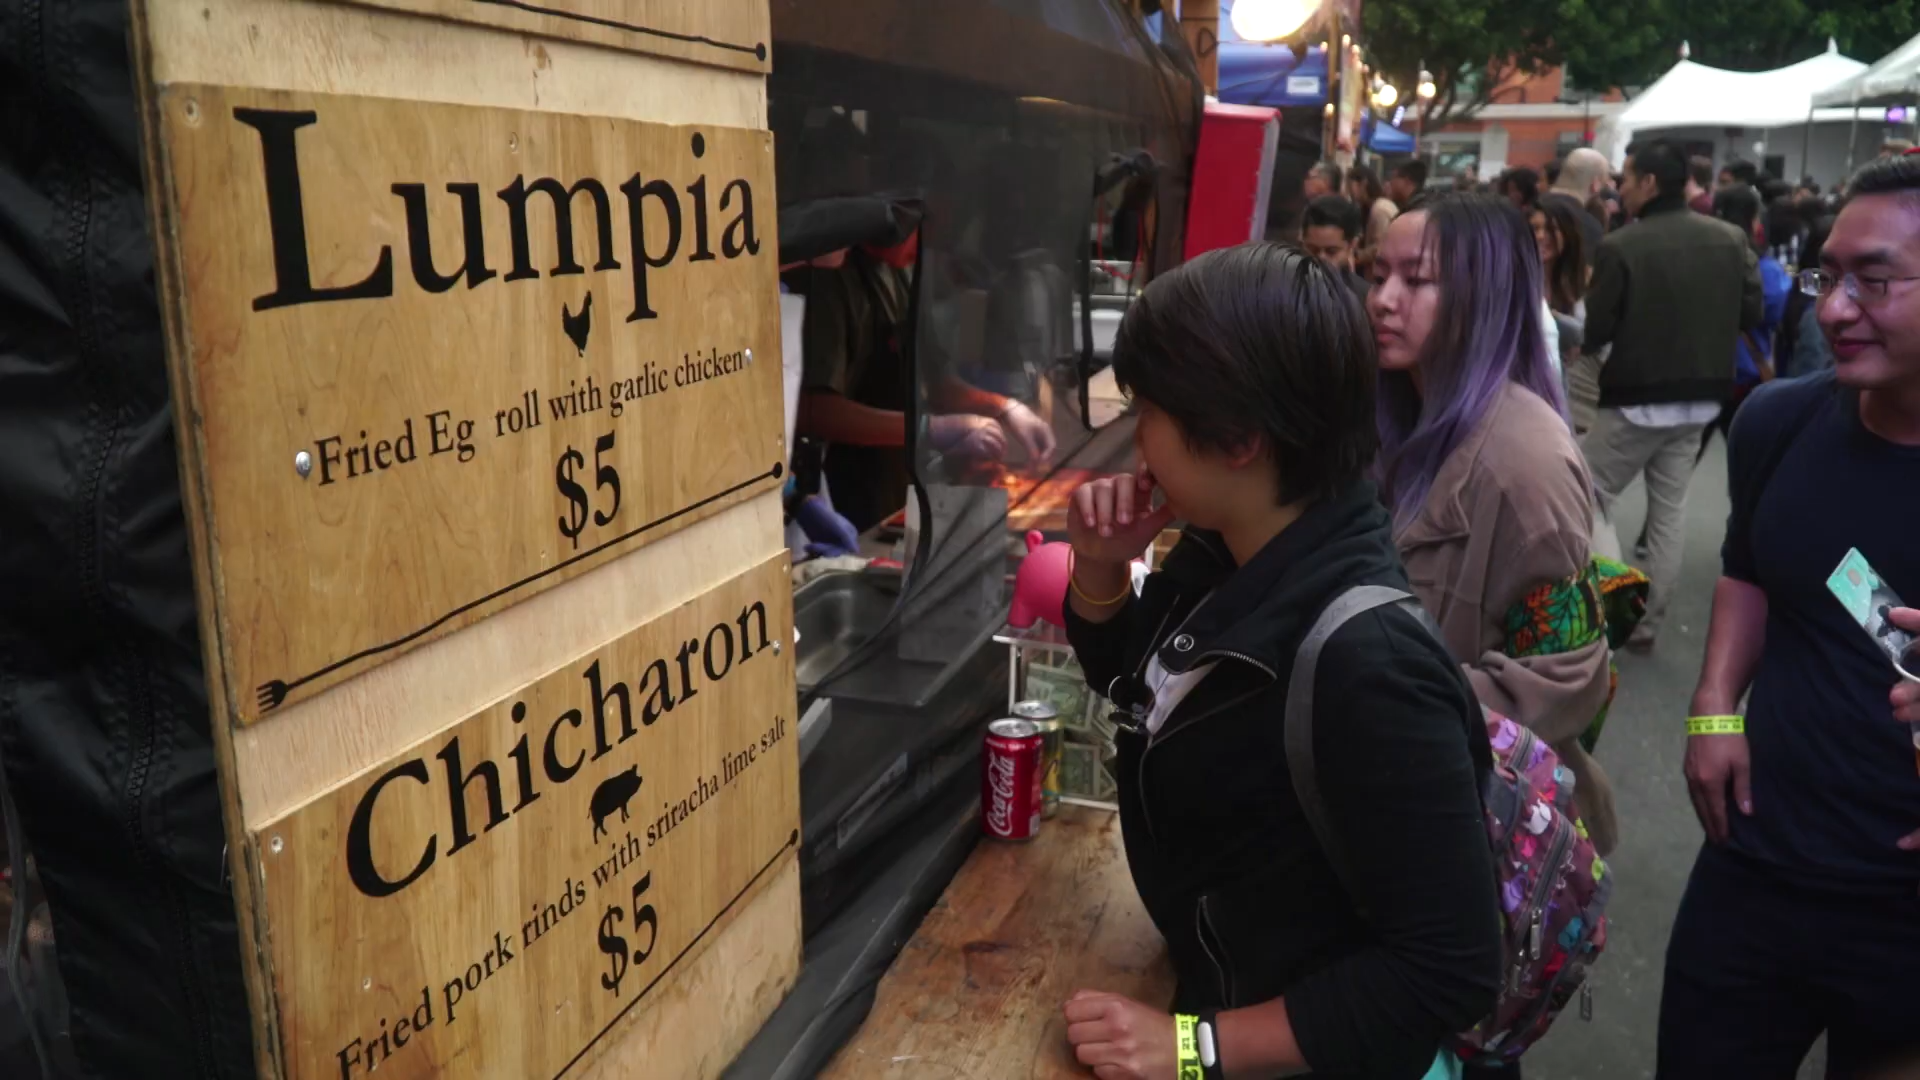 Lumpia
Fried Eg roll with garlic chicken
$5
Chicharon
Fried pork rinds with sriracha lime salt
$5
Coca-Cola